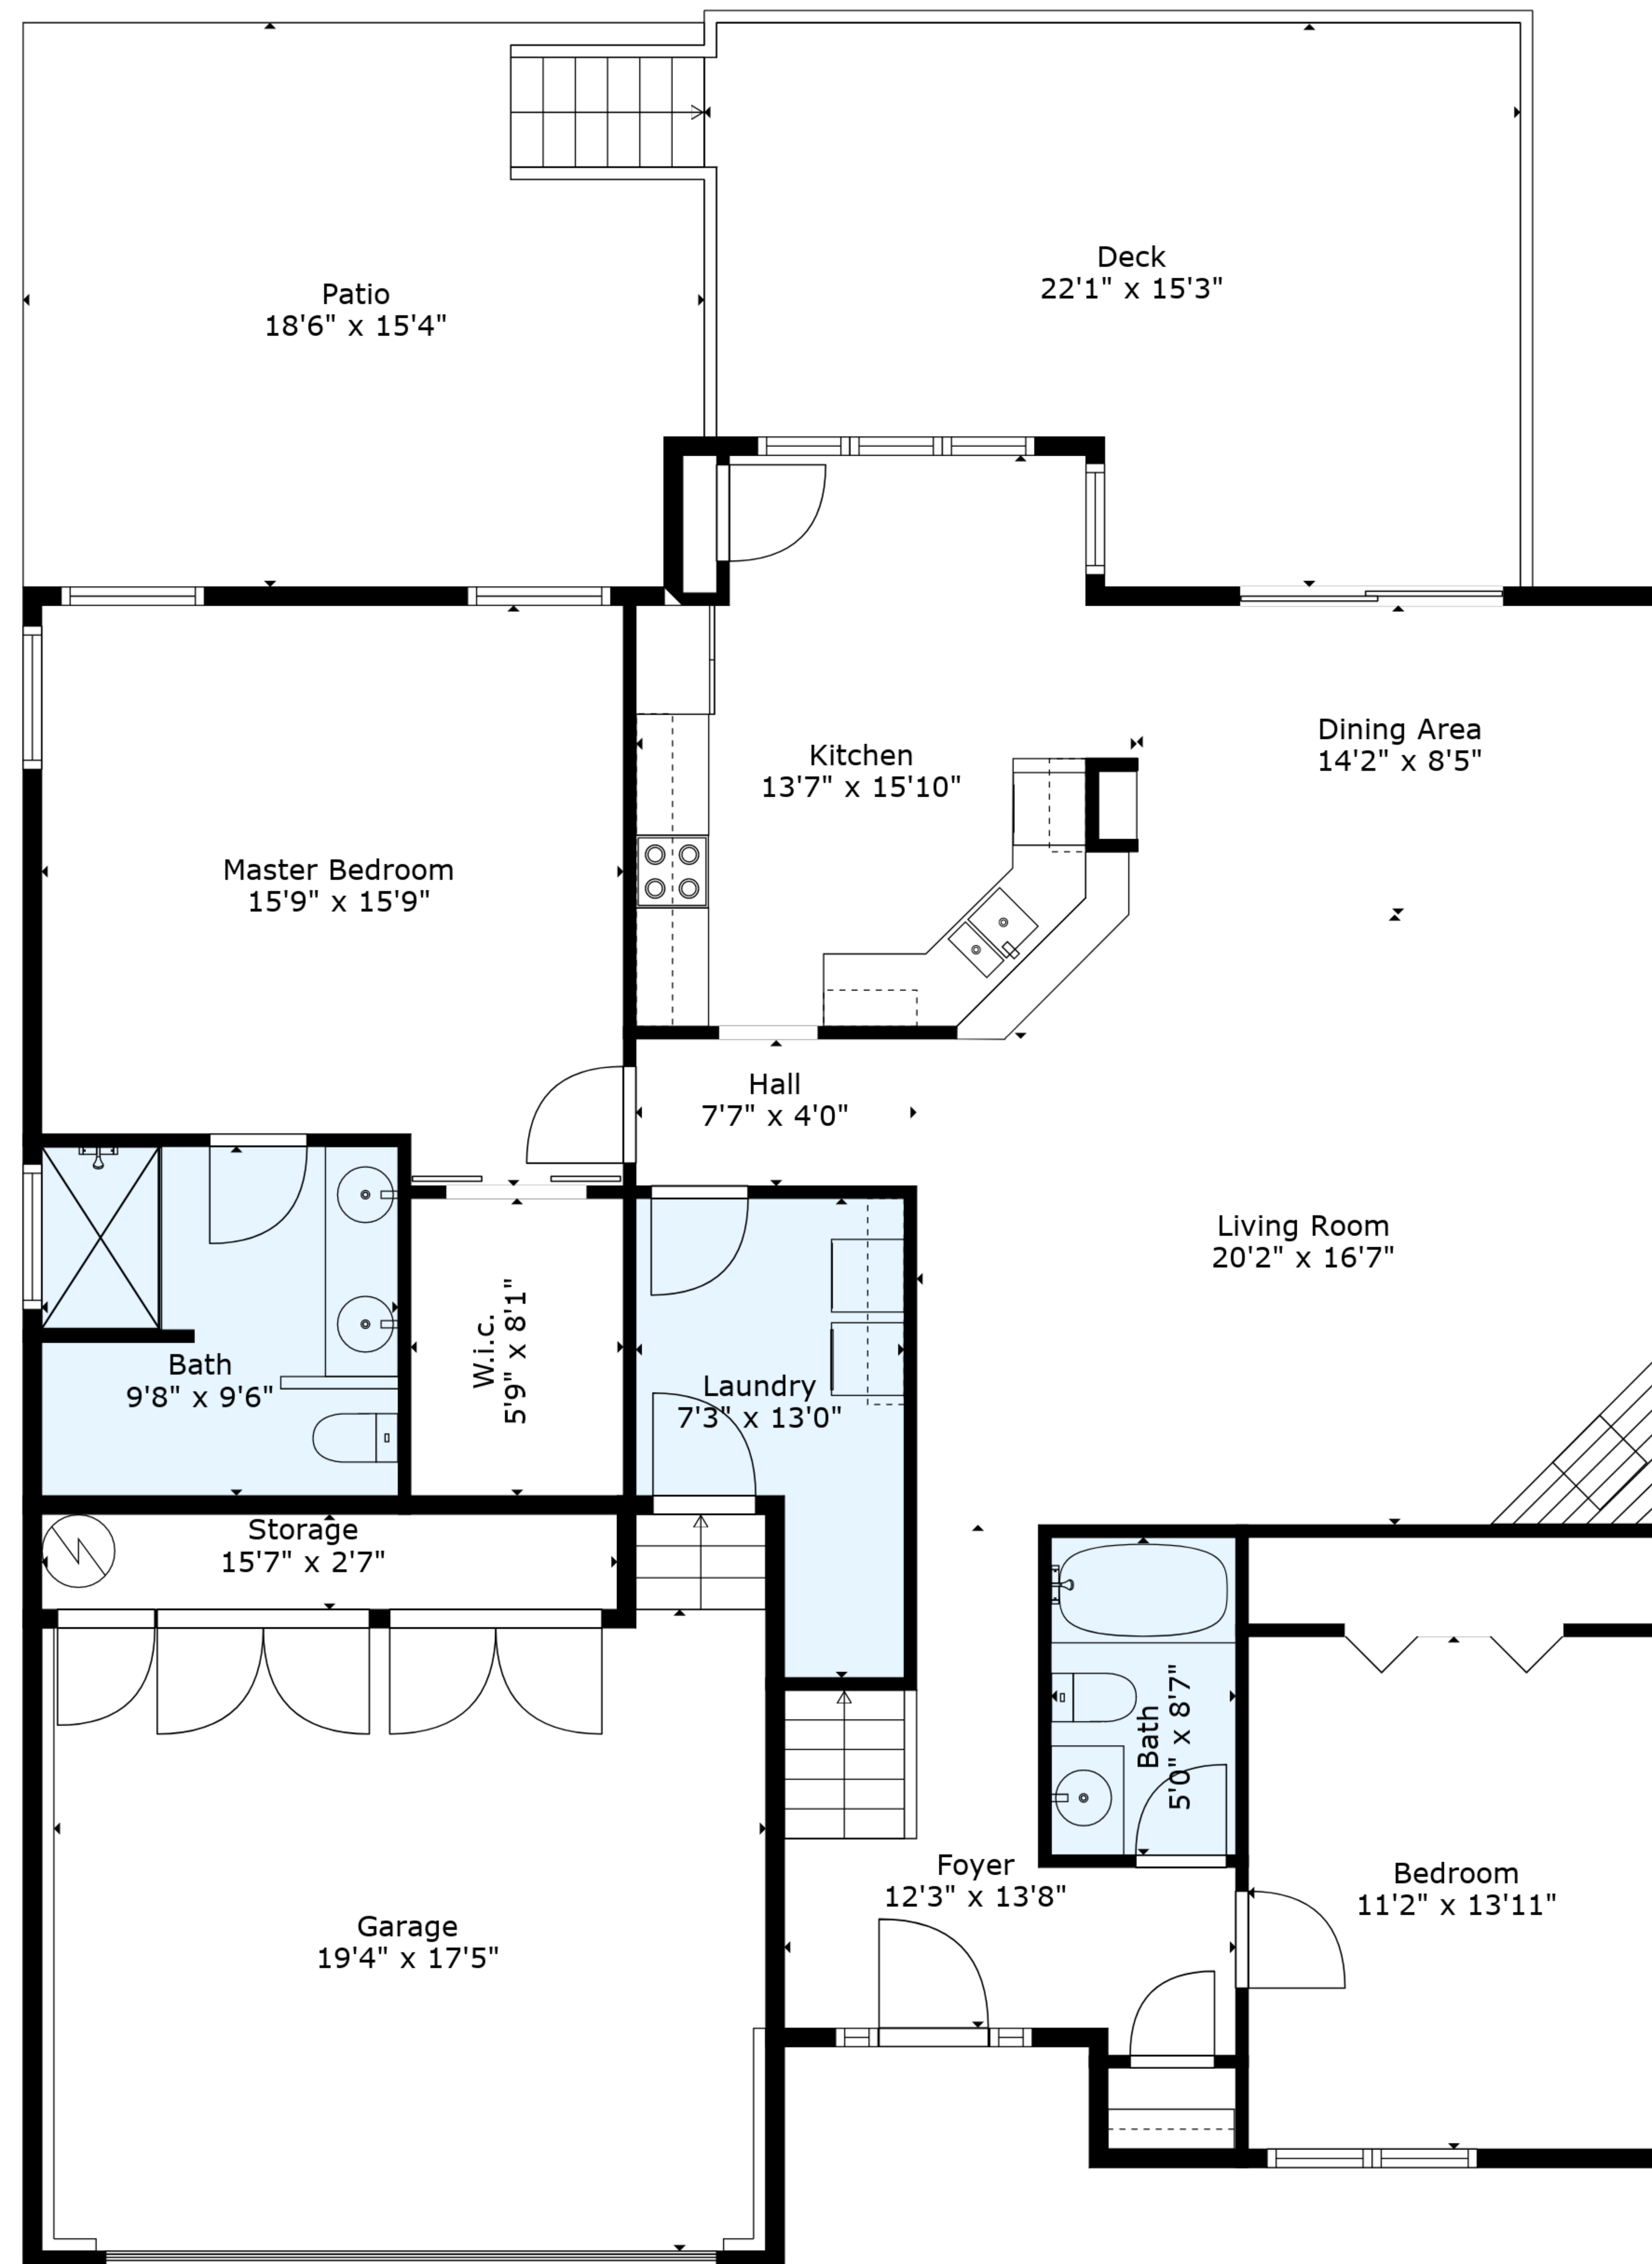 Deck
22'1" x 15'3"
Patio
18'6" x 15'4"
Dining Area
14'2" x 8'5"
Kitchen
13'7" x 15'10"
Master Bedroom
15'9" x 15'9"
Hall
7'7" x 4'0"
Living Room
20'2" x 16'7"
Bath
9'8" x 9'6"
W.i.c.
5'9" x 8'1"
Laundry
7'3" x 13'0"
Storage
15'7" x 2'7"
Bath
5'0" x 8'7"
Foyer
12'3" x 13'8"
Bedroom
11'2" x 13'11"
Garage
19'4" x 17'5"